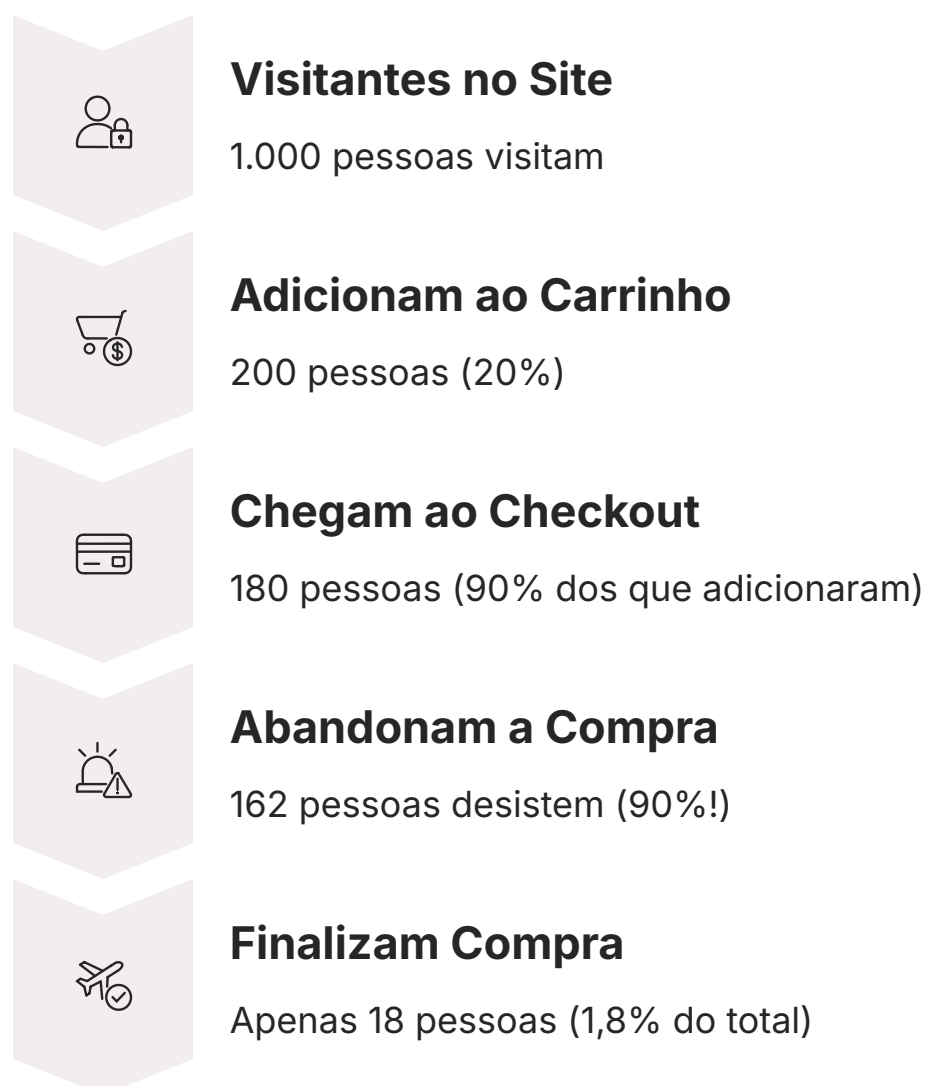 Visitantes no Site
1.000 pessoas visitam
Adicionam ao Carrinho
200 pessoas (20%)
Chegam ao Checkout
180 pessoas (90% dos que adicionaram)
Abandonam a Compra
162 pessoas desistem (90%!)
Finalizam Compra
Apenas 18 pessoas (1,8% do total)